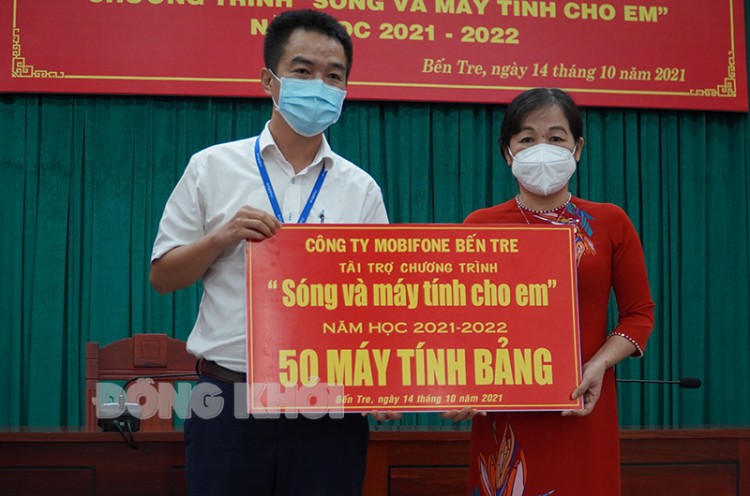 CHƯƠNG TRÌNH "SÓNG VÀ MÁY TÍNH CHO EM"
NĂM HỌC 2021 - 2022
Bến Tre, ngày 14 tháng 10 năm 2021
CÔNG TY MOBIFONE BẾN TRE
TÀI TRỢ CHƯƠNG TRÌNH
"Sóng và máy tính cho em"
NĂM HỌC 2021-2022
50 MÁY TÍNH BẢNG
Bến Tre, ngày 14 tháng 10 năm 2021
ĐỒNG KHỞI